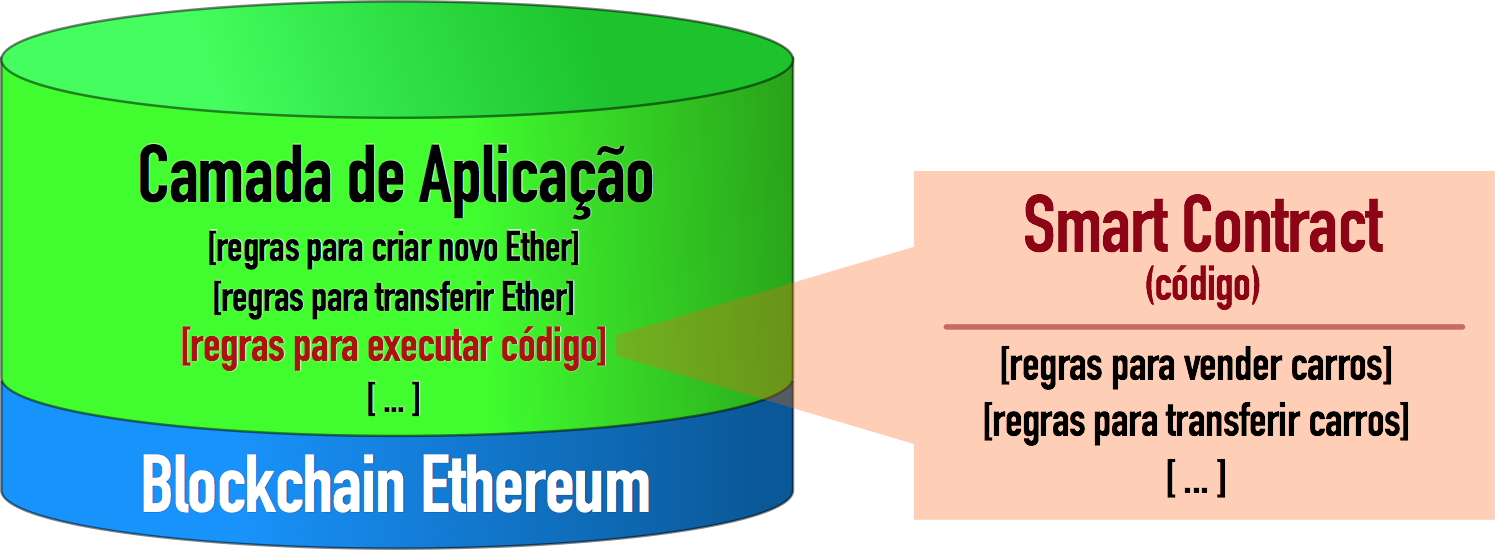 Camada de Aplicação
[regras para criar novo Ether]
[regras para transferir Ether]
[regras para executar código]
[ ... ]
Blockchain Ethereum
Smart Contract
(código)
[regras para vender carros]
[regras para transferir carros]
[ ... ]